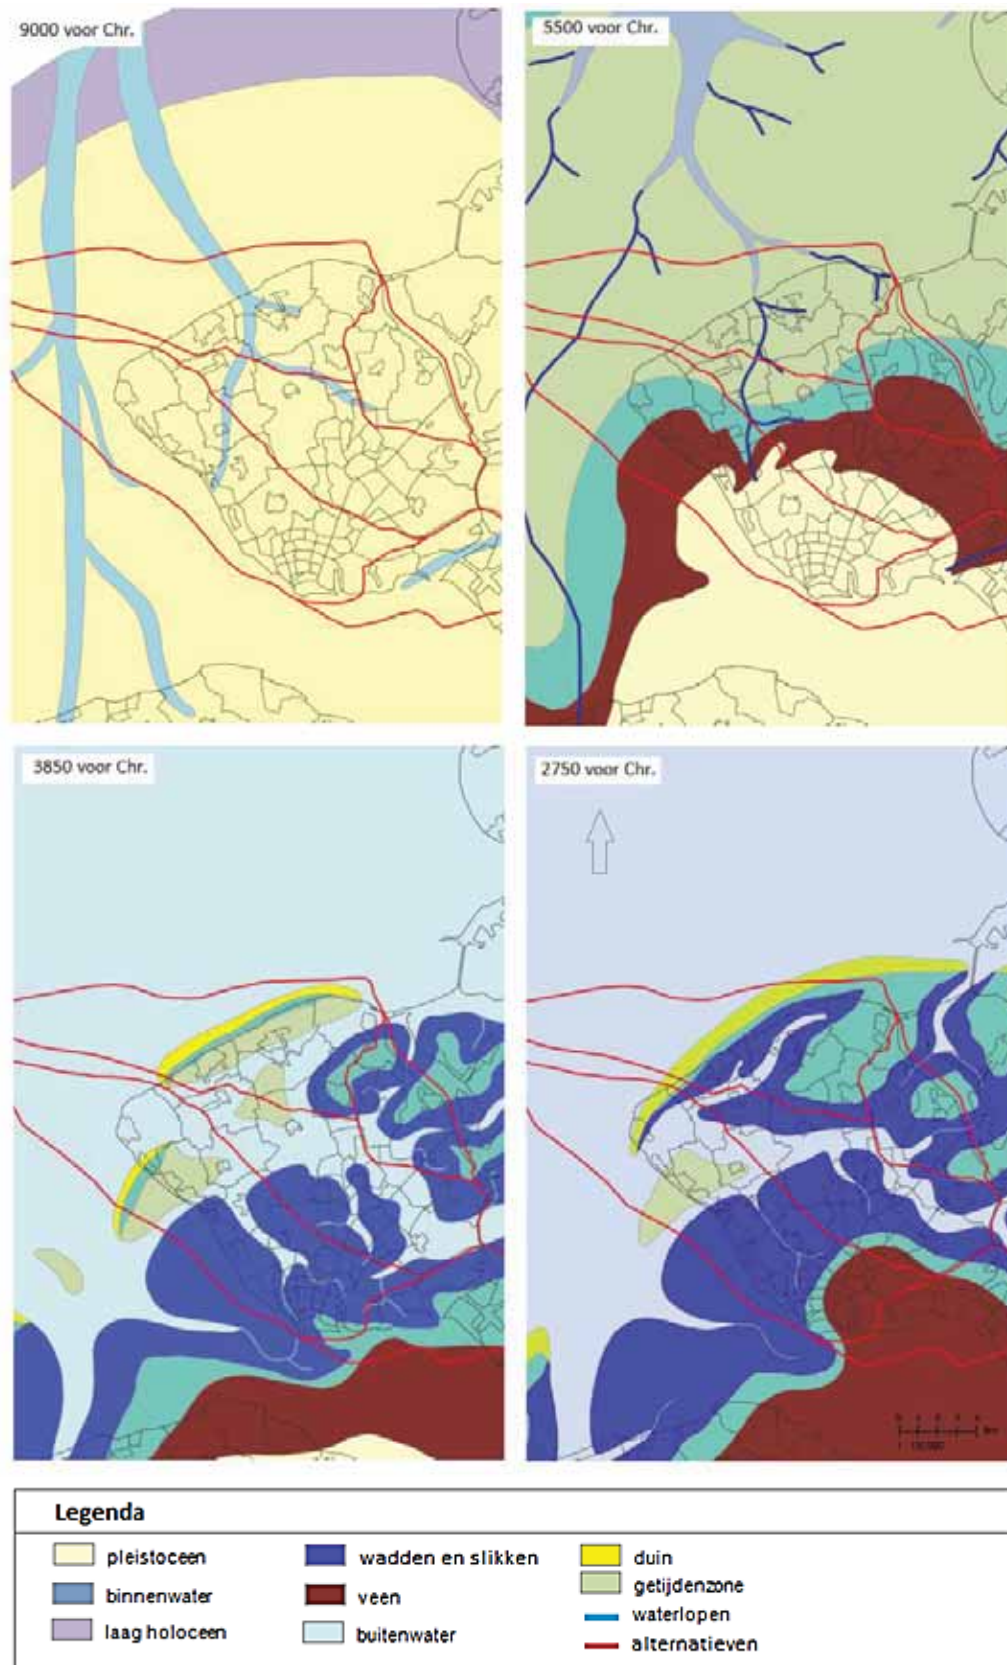 9000 voor Chr.
5500 voor Chr.
3850 voor Chr.
2750 voor Chr.
km
Legenda
pleistoceen
wadden en slikken
duin
binnenwater
veen
getijdenzone
laag holoceen
buitenwater
waterlopen
alternatieven